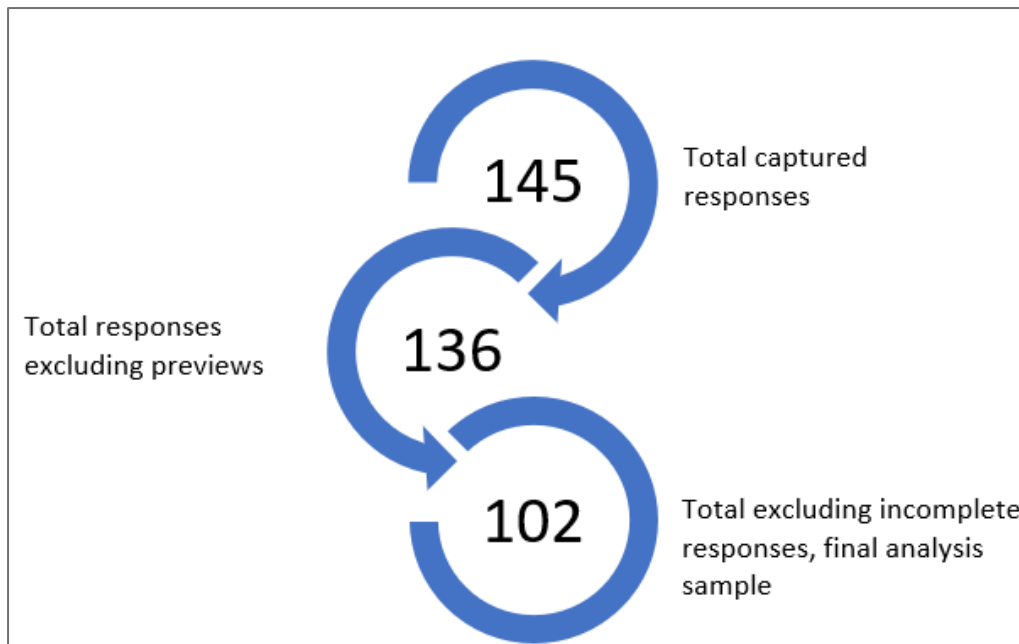 145
Total captured
responses
Total responses
excluding previews
136
102
Total excluding incomplete
responses, final analysis
sample